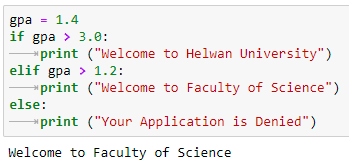 gpa = 1.4
if gpa > 3.0:
    print ("Welcome to Helwan University")
elif gpa > 1.2:
    print ("Welcome to Faculty of Science")
else:
    print ("Your Application is Denied")
Welcome to Faculty of Science